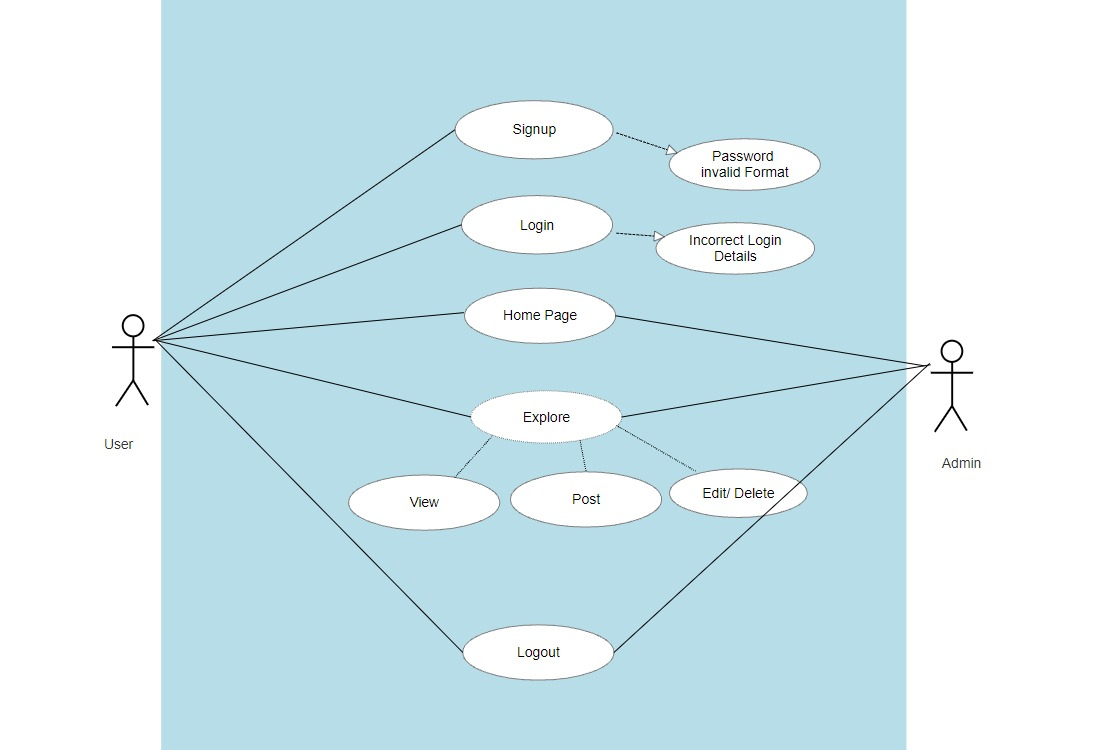 Signup
Password
invalid Format
Login
Incorrect Login
Details
Home Page
Explore
User
Admin
View
Post
Edit/ Delete
Logout